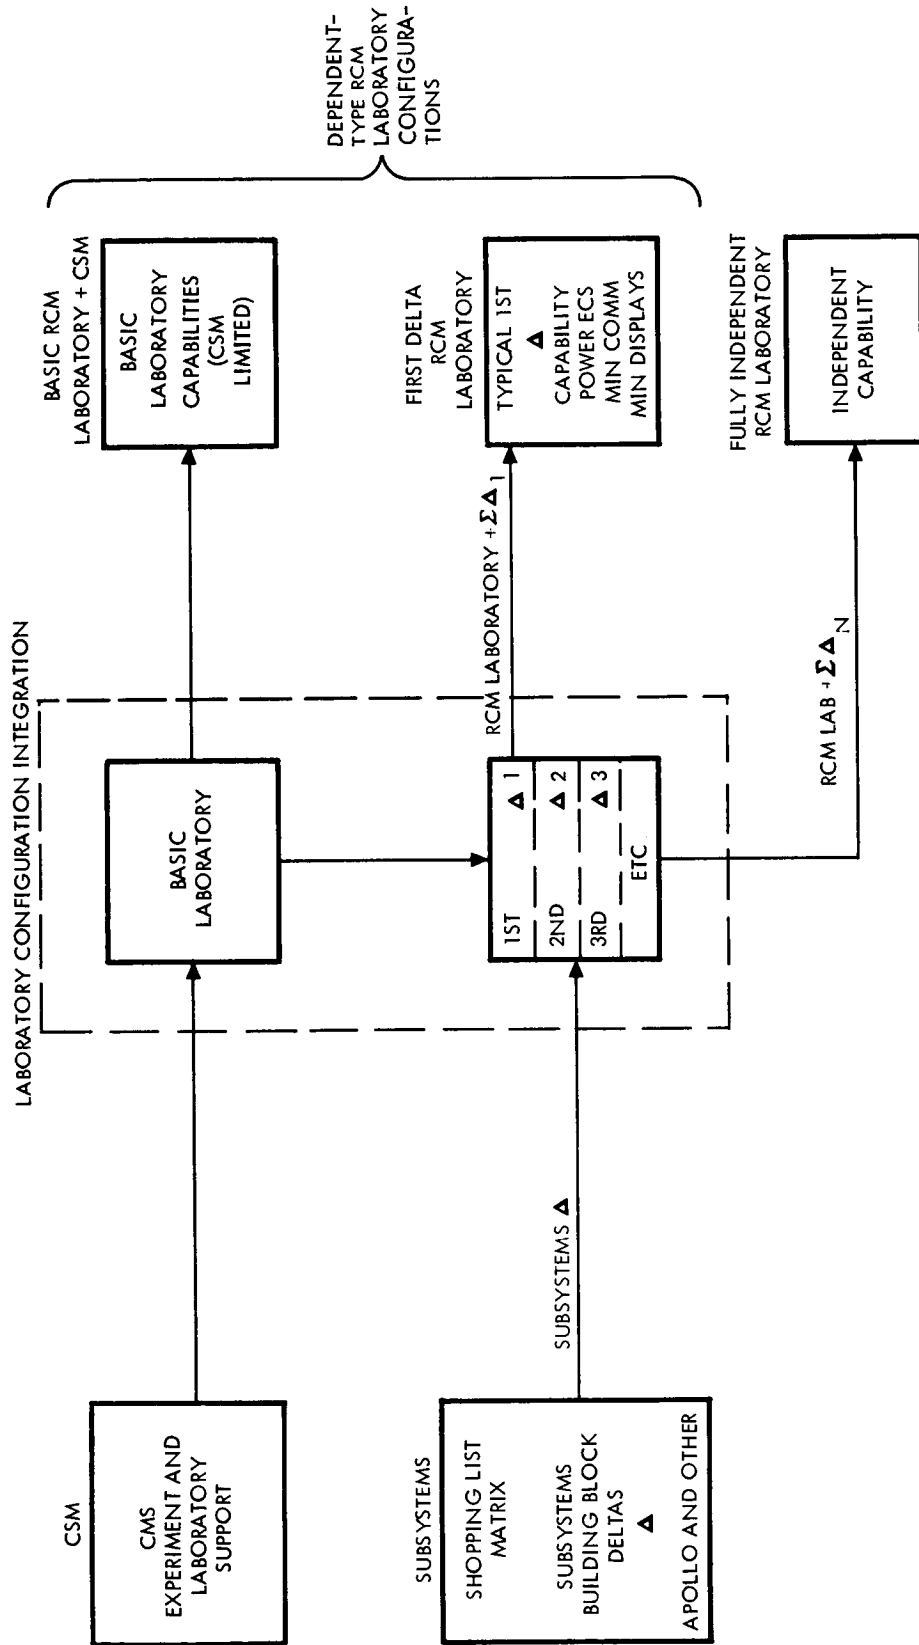 LABORATORY CONFIGURATION INTEGRATION
CSM
CMS
EXPERIMENT AND
LABORATORY
SUPPORT
BASIC
LABORATORY
BASIC RCM
LABORATORY + CSM
BASIC
LABORATORY
CAPABILITIES
(CSM
LIMITED)
DEPENDENT-
TYPE RCM
LABORATORY
CONFIGURA-
TIONS
SUBSYSTEMS
SHOPPING LIST
MATRIX
SUBSYSTEMS
BUILDING BLOCK
DELTAS
Δ
APOLLO AND OTHER
SUBSYSTEMS Δ
1ST Δ 1
2ND Δ 2
3RD Δ 3
ETC
RCM LABORATORY + ΣΔ1
FIRST DELTA
RCM
LABORATORY
TYPICAL 1ST
Δ
CAPABILITY
POWER ECS
MIN COMM
MIN DISPLAYS
RCM LAB + ΣΔN
FULLY INDEPENDENT
RCM LABORATORY
INDEPENDENT
CAPABILITY